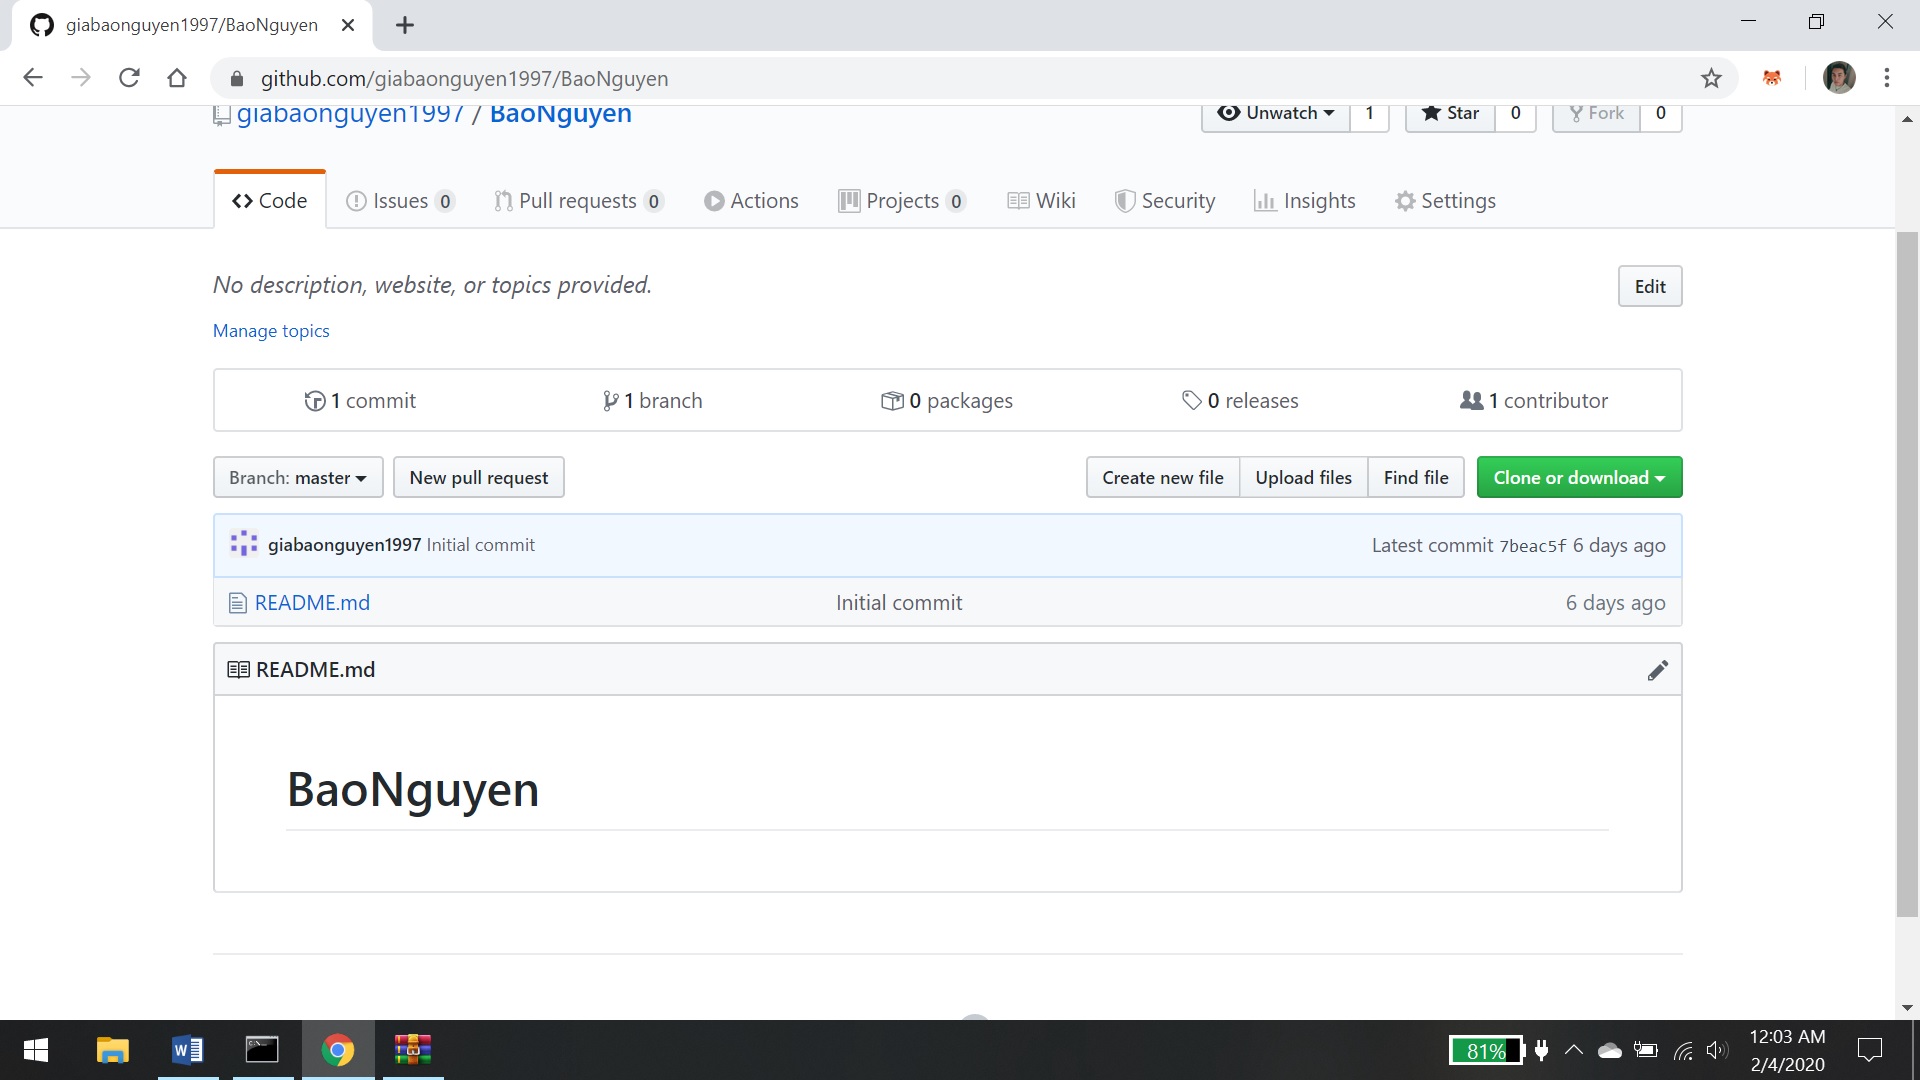 giabaonguyen1997/BaoNguyen
github.com/giabaonguyen1997/BaoNguyen
giabaonguyen1997 / BaoNguyen
Unwatch 1 Star 0 Fork 0
Code Issues 0 Pull requests 0 Actions Projects 0 Wiki Security Insights Settings
No description, website, or topics provided. Edit
Manage topics
1 commit 1 branch 0 packages 0 releases 1 contributor
Branch: master New pull request Create new file Upload files Find file Clone or download
giabaonguyen1997 Initial commit Latest commit 7beac5f 6 days ago
README.md Initial commit 6 days ago
README.md
BaoNguyen
81% 12:03 AM
2/4/2020